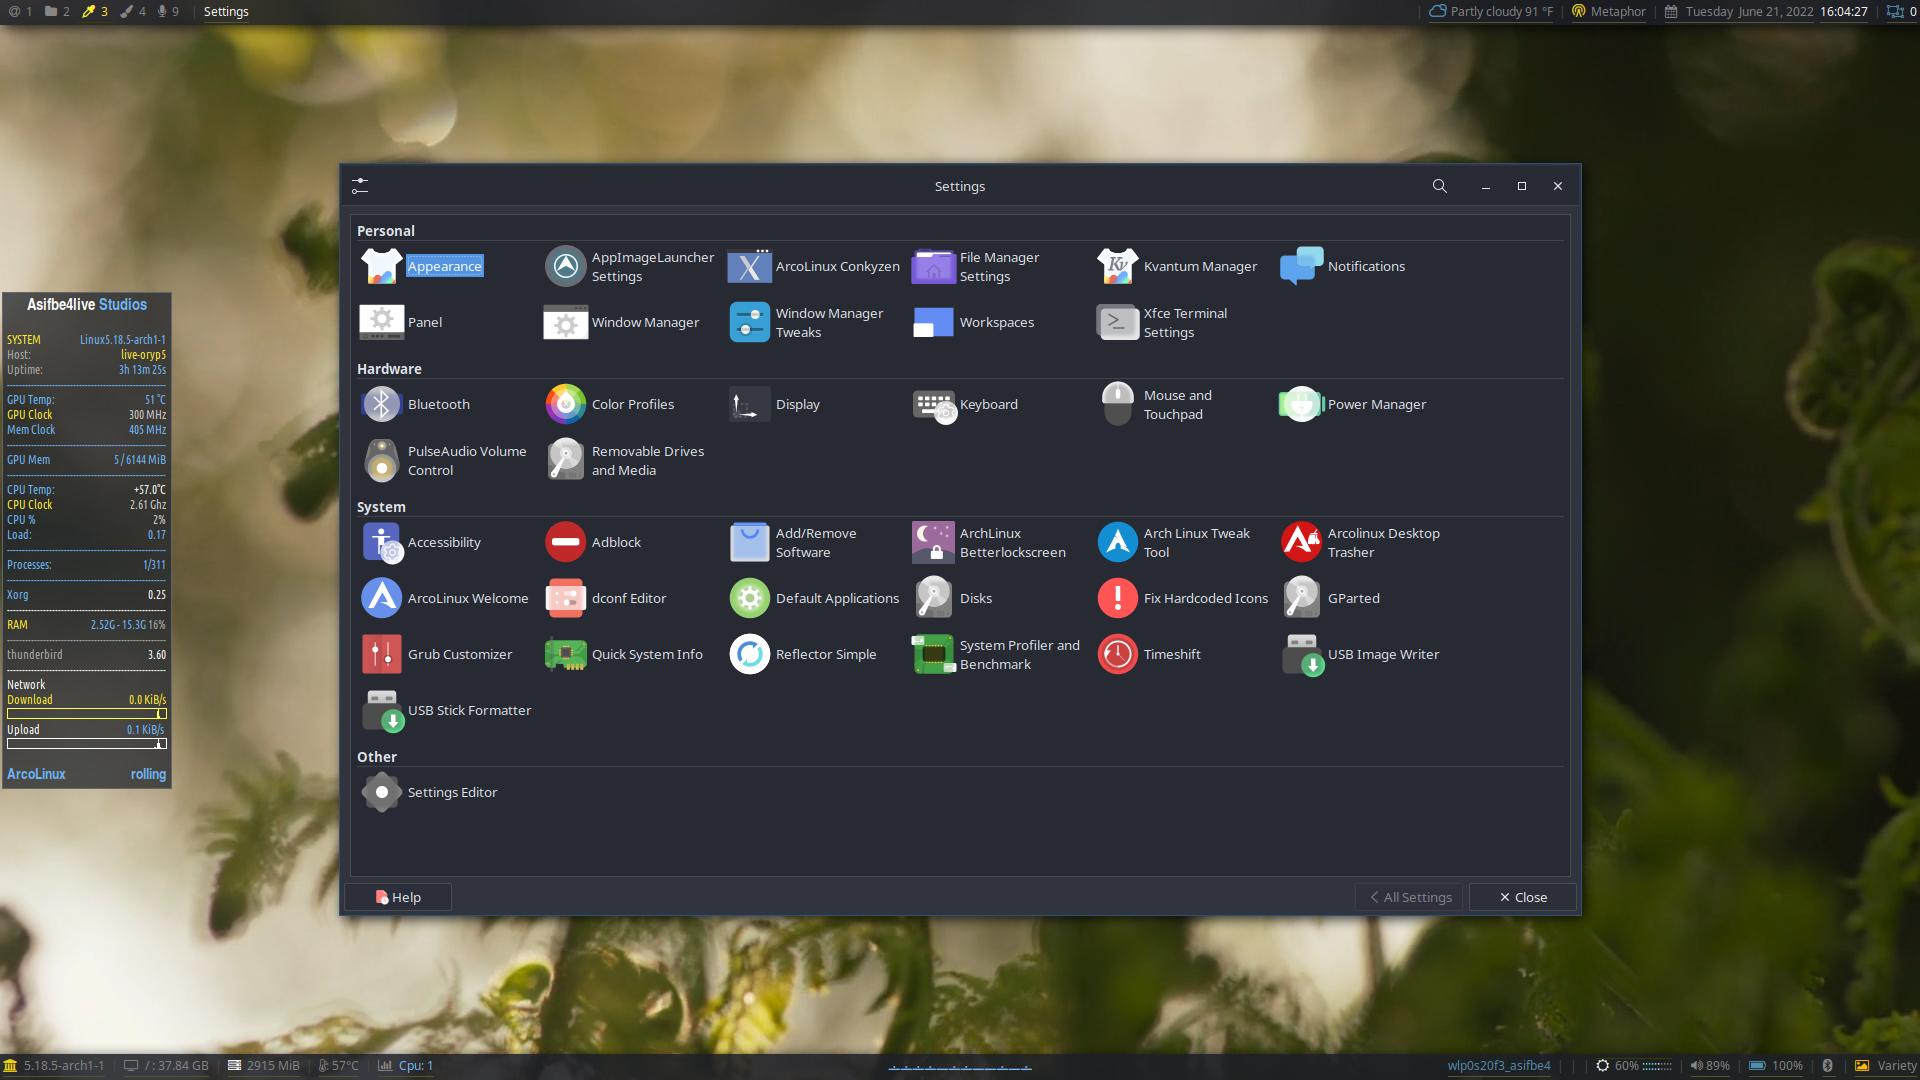 1 2 3 4 9 Settings
Partly cloudy 91 °F Metaphor Tuesday June 21, 2022 16:04:27 0
Settings
Personal
Appearance
AppImageLauncher
Settings
ArcoLinux Conkyzen
File Manager
Settings
Kvantum Manager
Notifications
Panel
Window Manager
Window Manager
Tweaks
Workspaces
Xfce Terminal
Settings
Hardware
Bluetooth
Color Profiles
Display
Keyboard
Mouse and
Touchpad
Power Manager
PulseAudio Volume
Control
Removable Drives
and Media
System
Accessibility
Adblock
Add/Remove
Software
ArchLinux
Betterlockscreen
Arch Linux Tweak
Tool
Arcolinux Desktop
Trasher
ArcoLinux Welcome
dconf Editor
Default Applications
Disks
Fix Hardcoded Icons
GParted
Grub Customizer
Quick System Info
Reflector Simple
System Profiler and
Benchmark
Timeshift
USB Image Writer
USB Stick Formatter
Other
Settings Editor
Help
All Settings
Close
Asifbe4live Studios
SYSTEM Linux5.18.5-arch1-1
Host: live-oryp5
Uptime: 3h 13m 25s
GPU Temp: 51 °C
GPU Clock 300 MHz
Mem Clock 405 MHz
GPU Mem 5 / 6144 MiB
CPU Temp: +57.0°C
CPU Clock 2.61 Ghz
CPU % 2%
Load: 0.17
Processes: 1/311
Xorg 0.25
RAM 2.52G - 15.3G 16%
thunderbird 3.60
Network
Download 0.0 KiB/s
Upload 0.1 KiB/s
ArcoLinux rolling
5.18.5-arch1-1 / : 37.84 GB 2915 MiB : 57°C Cpu: 1
wlp0s20f3_asifbe4 60% 89% 100% Variety